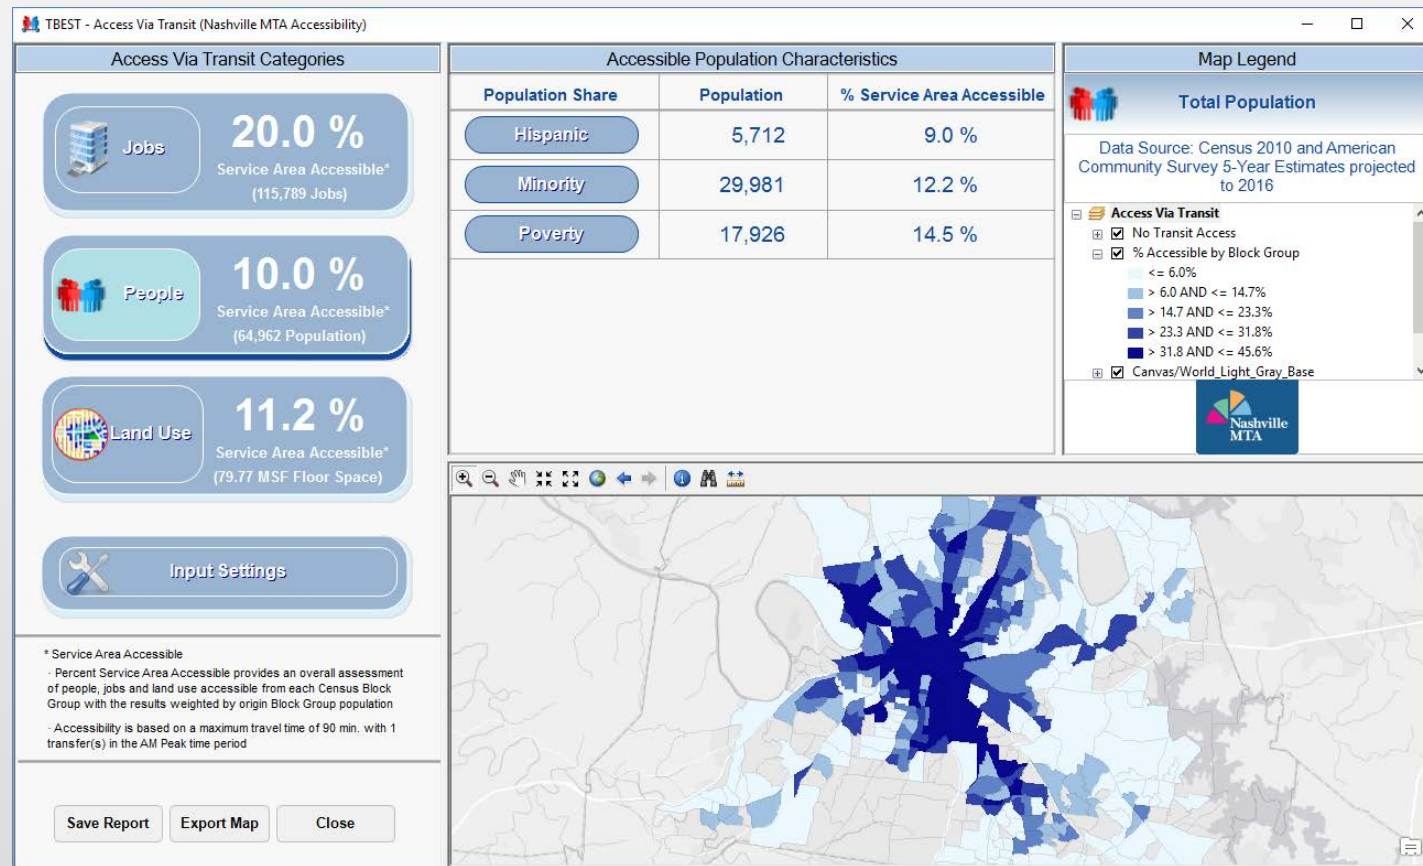 TBEST - Access Via Transit (Nashville MTA Accessibility)
Access Via Transit Categories
Jobs
20.0 %
Service Area Accessible*
(115,789 Jobs)
People
10.0 %
Service Area Accessible*
(64,962 Population)
Land Use
11.2 %
Service Area Accessible*
(79.77 MSF Floor Space)
Input Settings
* Service Area Accessible
· Percent Service Area Accessible provides an overall assessment
of people, jobs and land use accessible from each Census Block
Group with the results weighted by origin Block Group population
· Accessibility is based on a maximum travel time of 90 min. with 1
transfer(s) in the AM Peak time period
Save Report Export Map Close
Accessible Population Characteristics
Population Share Population % Service Area Accessible
Hispanic 5,712 9.0 %
Minority 29,981 12.2 %
Poverty 17,926 14.5 %
Map Legend
Total Population
Data Source: Census 2010 and American
Community Survey 5-Year Estimates projected
to 2016
Access Via Transit
No Transit Access
% Accessible by Block Group
<= 6.0%
> 6.0 AND <= 14.7%
> 14.7 AND <= 23.3%
> 23.3 AND <= 31.8%
> 31.8 AND <= 45.6%
Canvas/World_Light_Gray_Base
Nashville
MTA